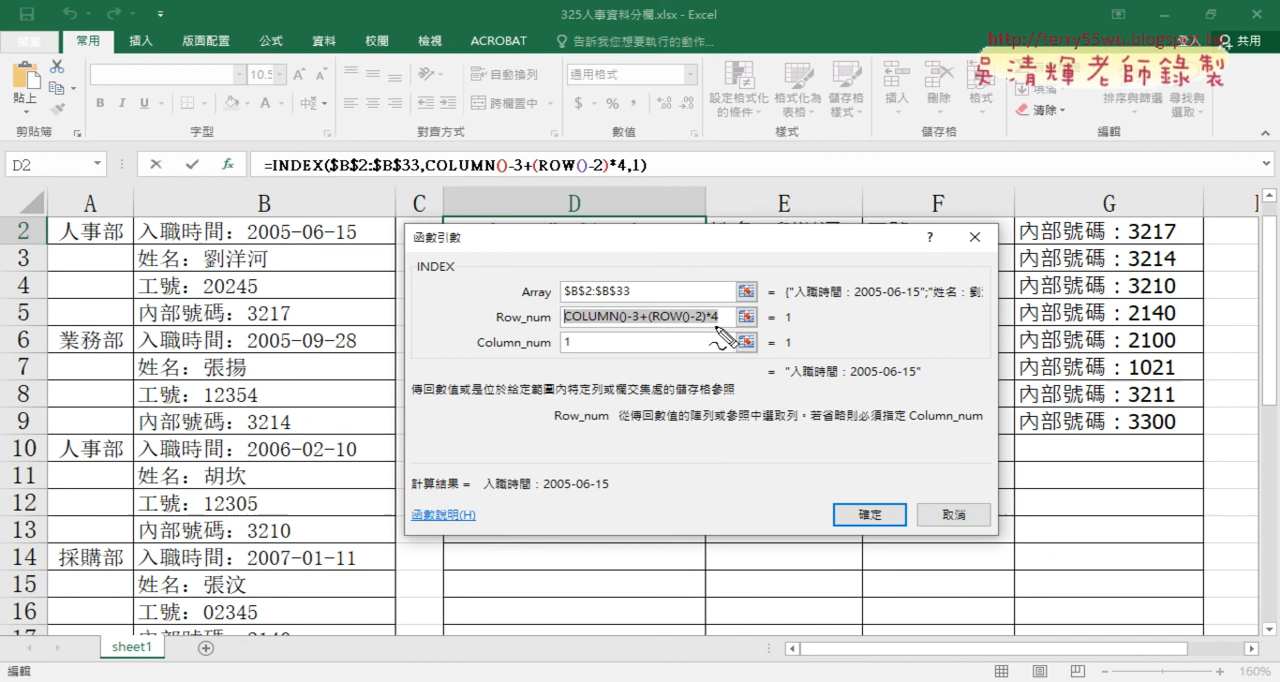 325人事資料分欄.xlsx - Excel
http://terry55wu.blogspot.tw
登入 共用
吳清輝老師錄製
常用 插入 版面配置 公式 資料 校閱 檢視 ACROBAT 告訴我您想要執行的動作...
貼上 10.5 自動換列 通用格式 設定格式化的條件 格式化為表格 儲存格樣式 插入 刪除 格式 清除 排序與篩選 尋找與選取
B I U 跨欄置中 $ %
剪貼簿 字型 對齊方式 數值 樣式 儲存格 編輯
D2 fx =INDEX($B$2:$B$33,COLUMN()-3+(ROW()-2)*4,1)
A B C D E F G
2 人事部 入職時間：2005-06-15 內部號碼：3217
3 姓名：劉洋河 內部號碼：3214
4 工號：20245 內部號碼：3210
5 內部號碼：3217 內部號碼：2140
6 業務部 入職時間：2005-09-28 內部號碼：2100
7 姓名：張揚 內部號碼：1021
8 工號：12354 內部號碼：3211
9 內部號碼：3214 內部號碼：3300
10 人事部 入職時間：2006-02-10
11 姓名：胡坎
12 工號：12305
13 內部號碼：3210
14 採購部 入職時間：2007-01-11
15 姓名：張汶
16 工號：02345
17 內部號碼：2140
函數引數 ? ×
INDEX
Array $B$2:$B$33 = {"入職時間：2005-06-15";"姓名：劉
Row_num COLUMN()-3+(ROW()-2)*4 = 1
Column_num 1 = 1
= "入職時間：2005-06-15"
傳回數值或是位於給定範圍內特定列或欄交集處的儲存格參照
Row_num 從傳回數值的陣列或參照中選取列。若省略則必須指定 Column_num
計算結果 = 入職時間：2005-06-15
函數說明(H) 確定 取消
sheet1
編輯 160%